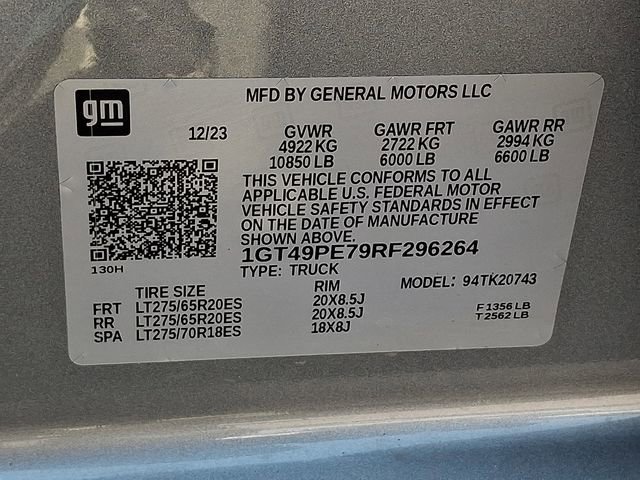 gm
MFD BY GENERAL MOTORS LLC
12/23 GVWR GAWR FRT GAWR RR
4922 KG 2722 KG 2994 KG
10850 LB 6000 LB 6600 LB
THIS VEHICLE CONFORMS TO ALL
APPLICABLE U.S. FEDERAL MOTOR
VEHICLE SAFETY STANDARDS IN EFFECT
ON THE DATE OF MANUFACTURE
SHOWN ABOVE.
1GT49PE79RF296264
130H
TYPE: TRUCK MODEL: 94TK20743
TIRE SIZE RIM
FRT LT275/65R20ES 20X8.5J F 1356 LB
RR LT275/65R20ES 20X8.5J T 2562 LB
SPA LT275/70R18ES 18X8J